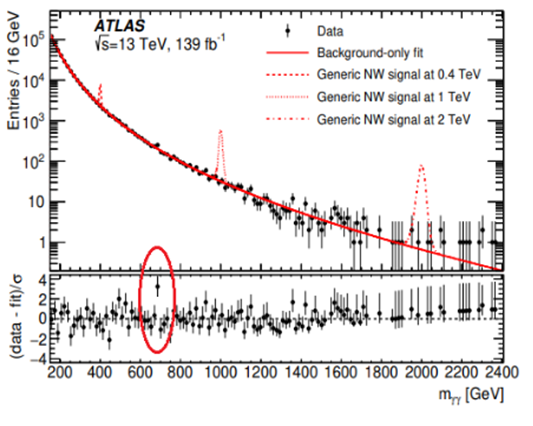 ATLAS
√s=13 TeV, 139 fb⁻¹
Data
Background-only fit
Generic NW signal at 0.4 TeV
Generic NW signal at 1 TeV
Generic NW signal at 2 TeV
Entries / 16 GeV
10⁵
10⁴
10³
10²
10
1
(data - fit)/σ
4
2
0
−2
−4
200 400 600 800 1000 1200 1400 1600 1800 2000 2200 2400
mγγ [GeV]